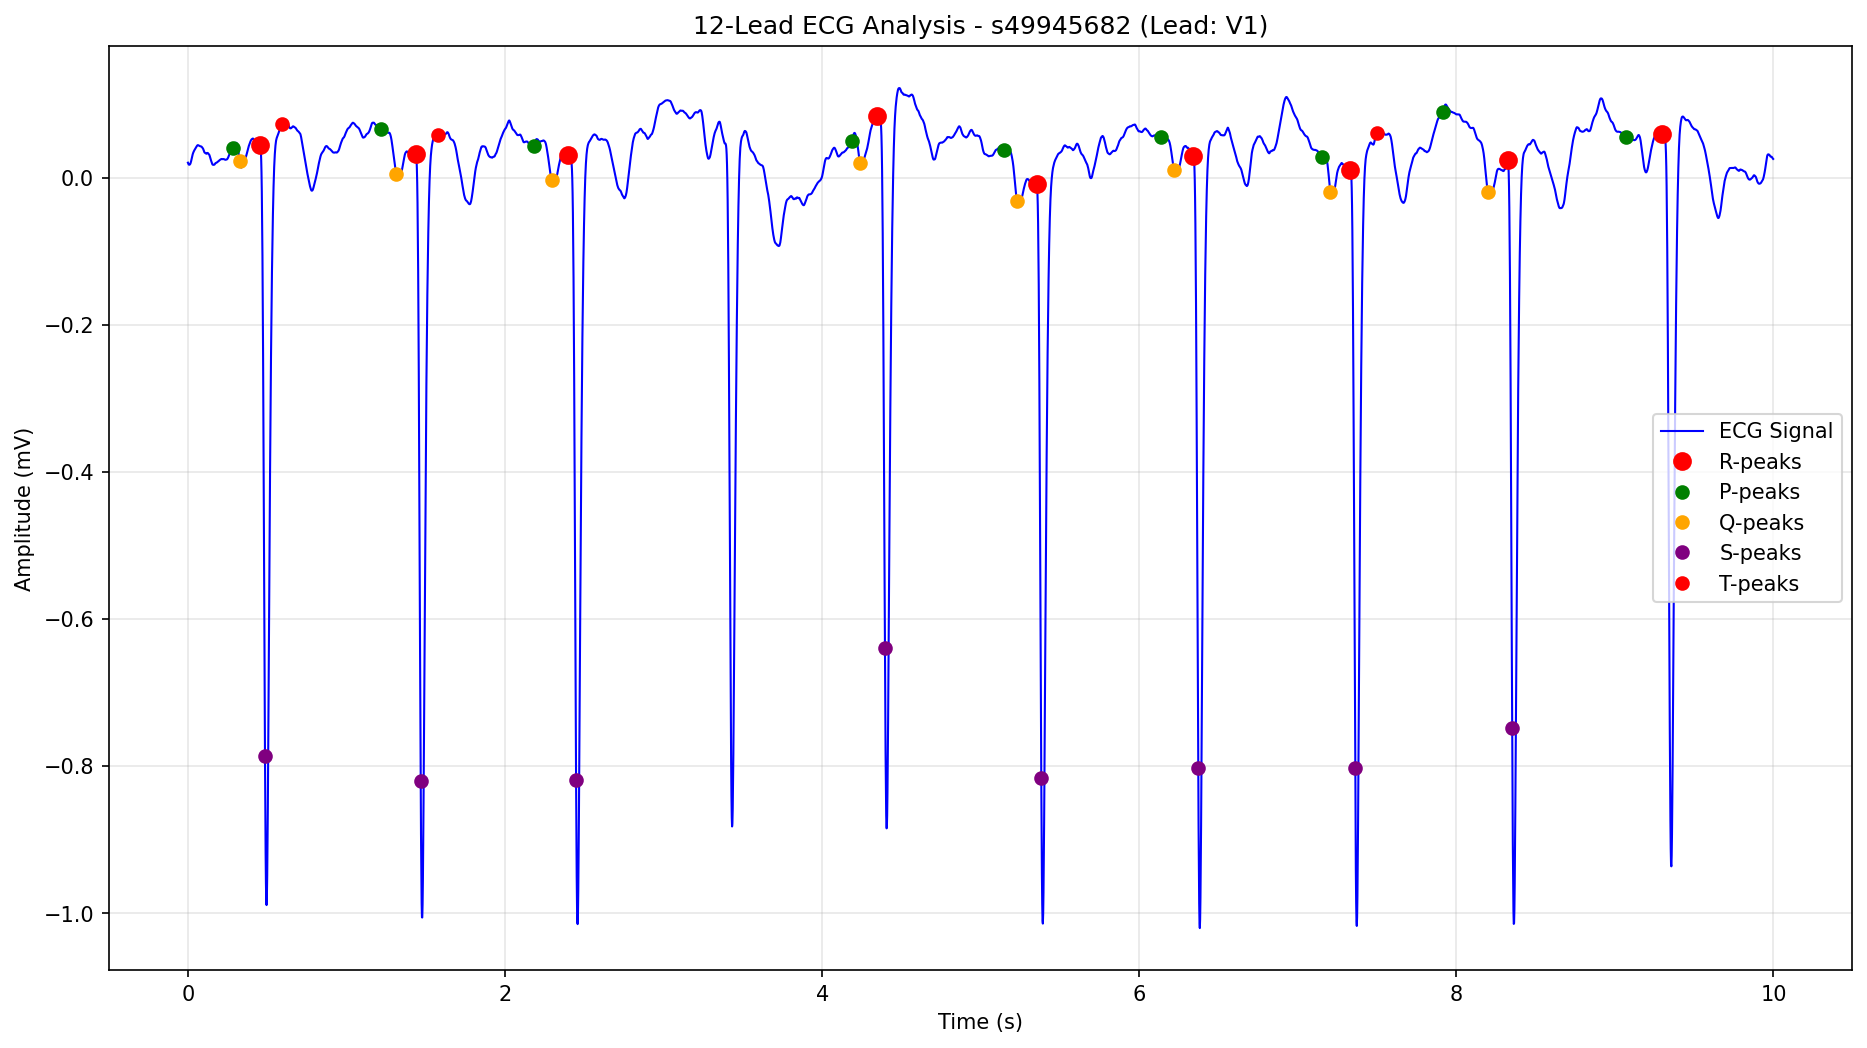 12-Lead ECG Analysis - s49945682 (Lead: V1)
Amplitude (mV)
0.0
−0.2
−0.4
−0.6
−0.8
−1.0
ECG Signal
R-peaks
P-peaks
Q-peaks
S-peaks
T-peaks
0 2 4 6 8 10
Time (s)